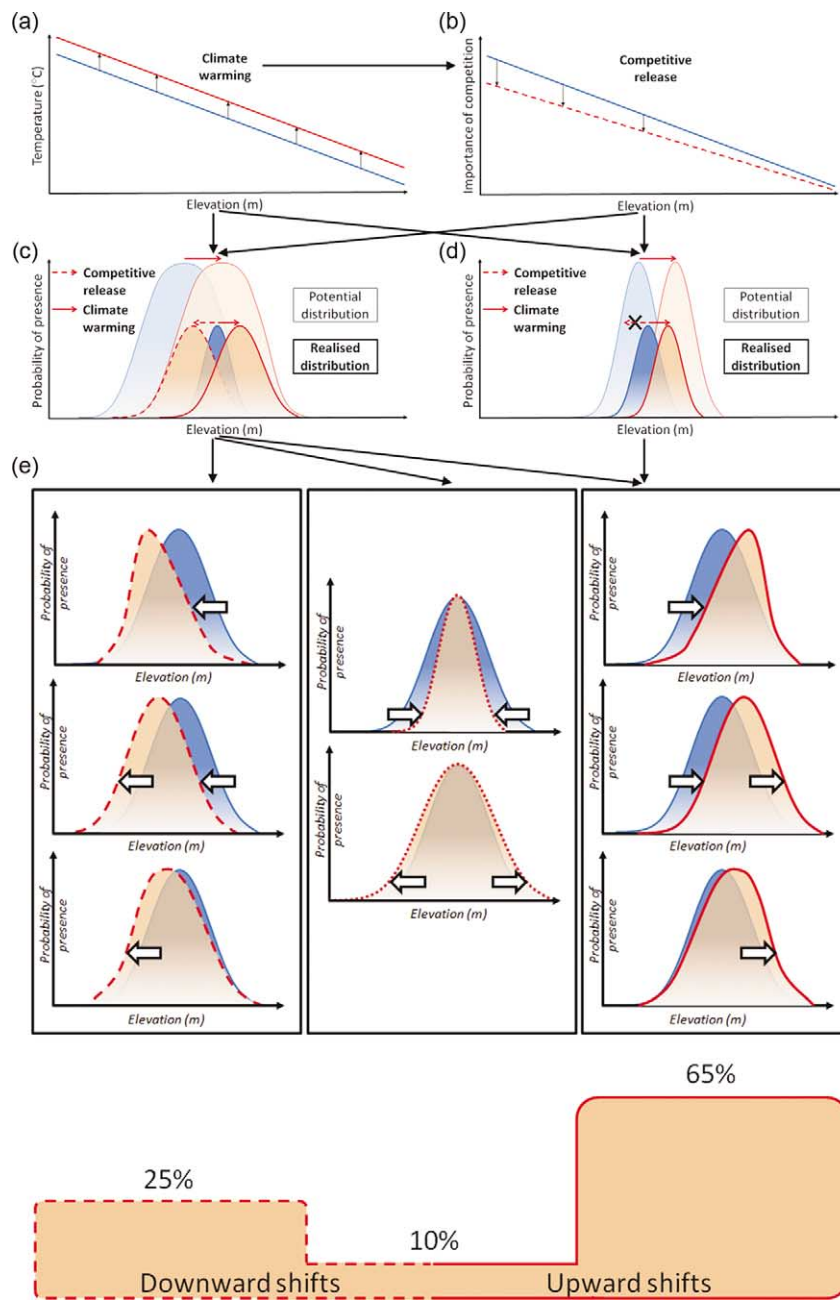 (a)
Temperature (°C)
Climate
warming
Elevation (m)
(b)
Importance of competition
Competitive
release
Elevation (m)
(c)
Probability of presence
Competitive
release
Climate
warming
Potential
distribution
Realised
distribution
Elevation (m)
(d)
Probability of presence
Competitive
release
Climate
warming
Potential
distribution
Realised
distribution
Elevation (m)
(e)
Probability of
presence
Elevation (m)
Probability of
presence
Elevation (m)
Probability of
presence
Elevation (m)
Probability of
presence
Elevation (m)
Probability of
presence
Elevation (m)
Probability of
presence
Elevation (m)
Probability of
presence
Elevation (m)
Probability of
presence
Elevation (m)
25%
10%
65%
Downward shifts
Upward shifts